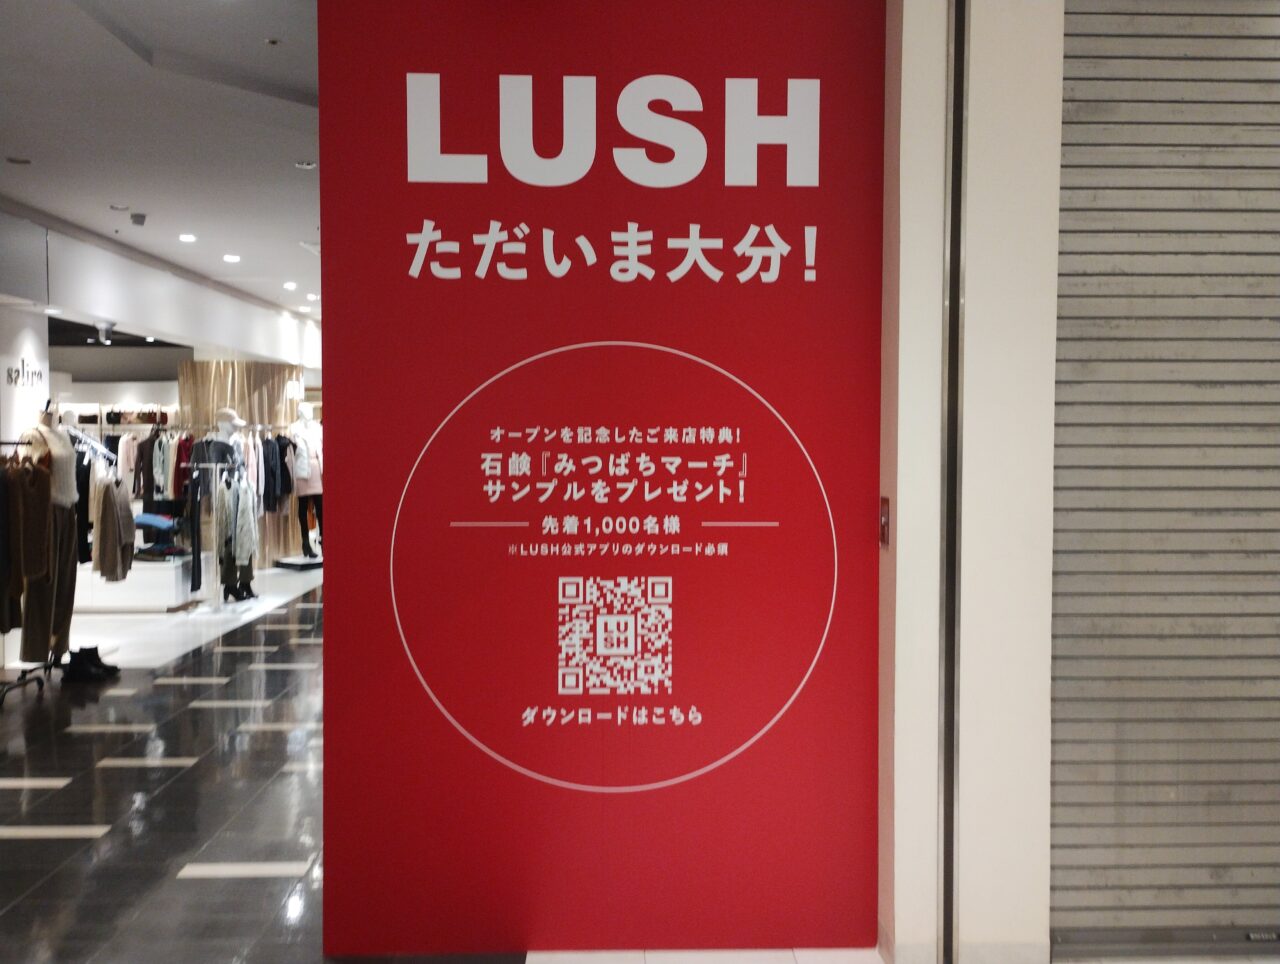 LUSH
ただいま大分!
salire
オープンを記念したご来店特典!
石鹸『みつばちマーチ』
サンプルをプレゼント!
先着1,000名様
※LUSH公式アプリのダウンロード必須
LU
SH
ダウンロードはこちら